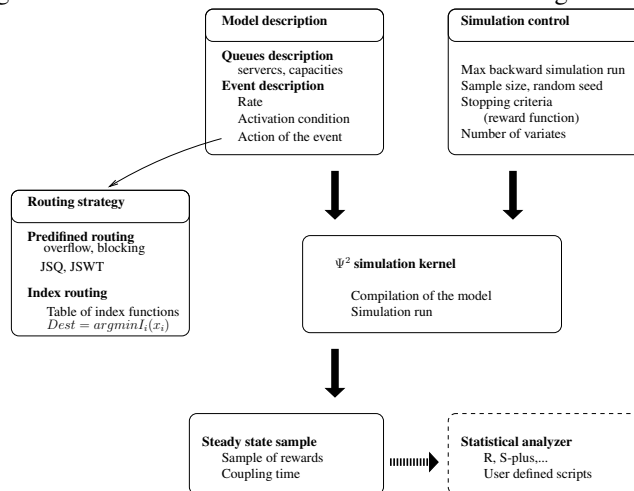 Model description
Queues description
servercs, capacities
Event description
Rate
Activation condition
Action of the event
Simulation control
Max backward simulation run
Sample size, random seed
Stopping criteria
(reward function)
Number of variates
Routing strategy
Predifined routing
overflow, blocking
JSQ, JSWT
Index routing
Table of index functions
Dest = argminI_i(x_i)
Ψ² simulation kernel
Compilation of the model
Simulation run
Steady state sample
Sample of rewards
Coupling time
Statistical analyzer
R, S-plus,...
User defined scripts